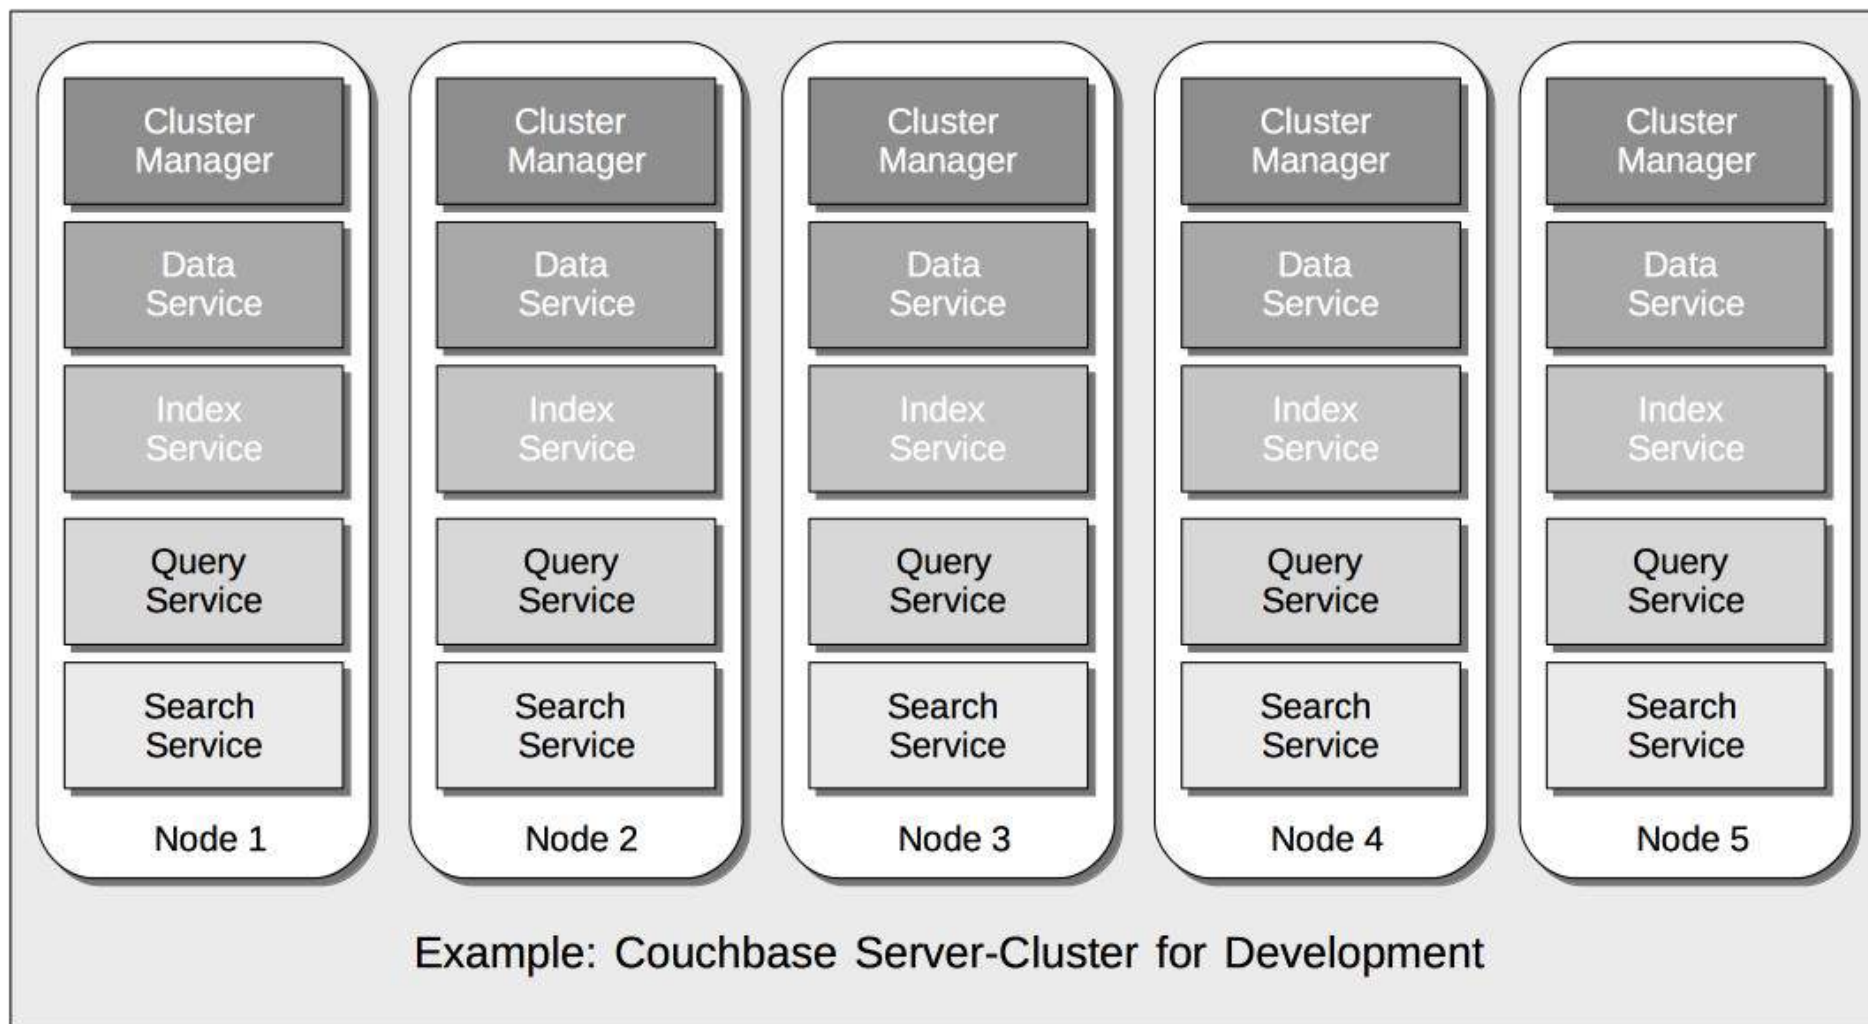 Cluster
Manager
Data
Service
Index
Service
Query
Service
Search
Service
Node 1
Cluster
Manager
Data
Service
Index
Service
Query
Service
Search
Service
Node 2
Cluster
Manager
Data
Service
Index
Service
Query
Service
Search
Service
Node 3
Cluster
Manager
Data
Service
Index
Service
Query
Service
Search
Service
Node 4
Cluster
Manager
Data
Service
Index
Service
Query
Service
Search
Service
Node 5
Example: Couchbase Server-Cluster for Development